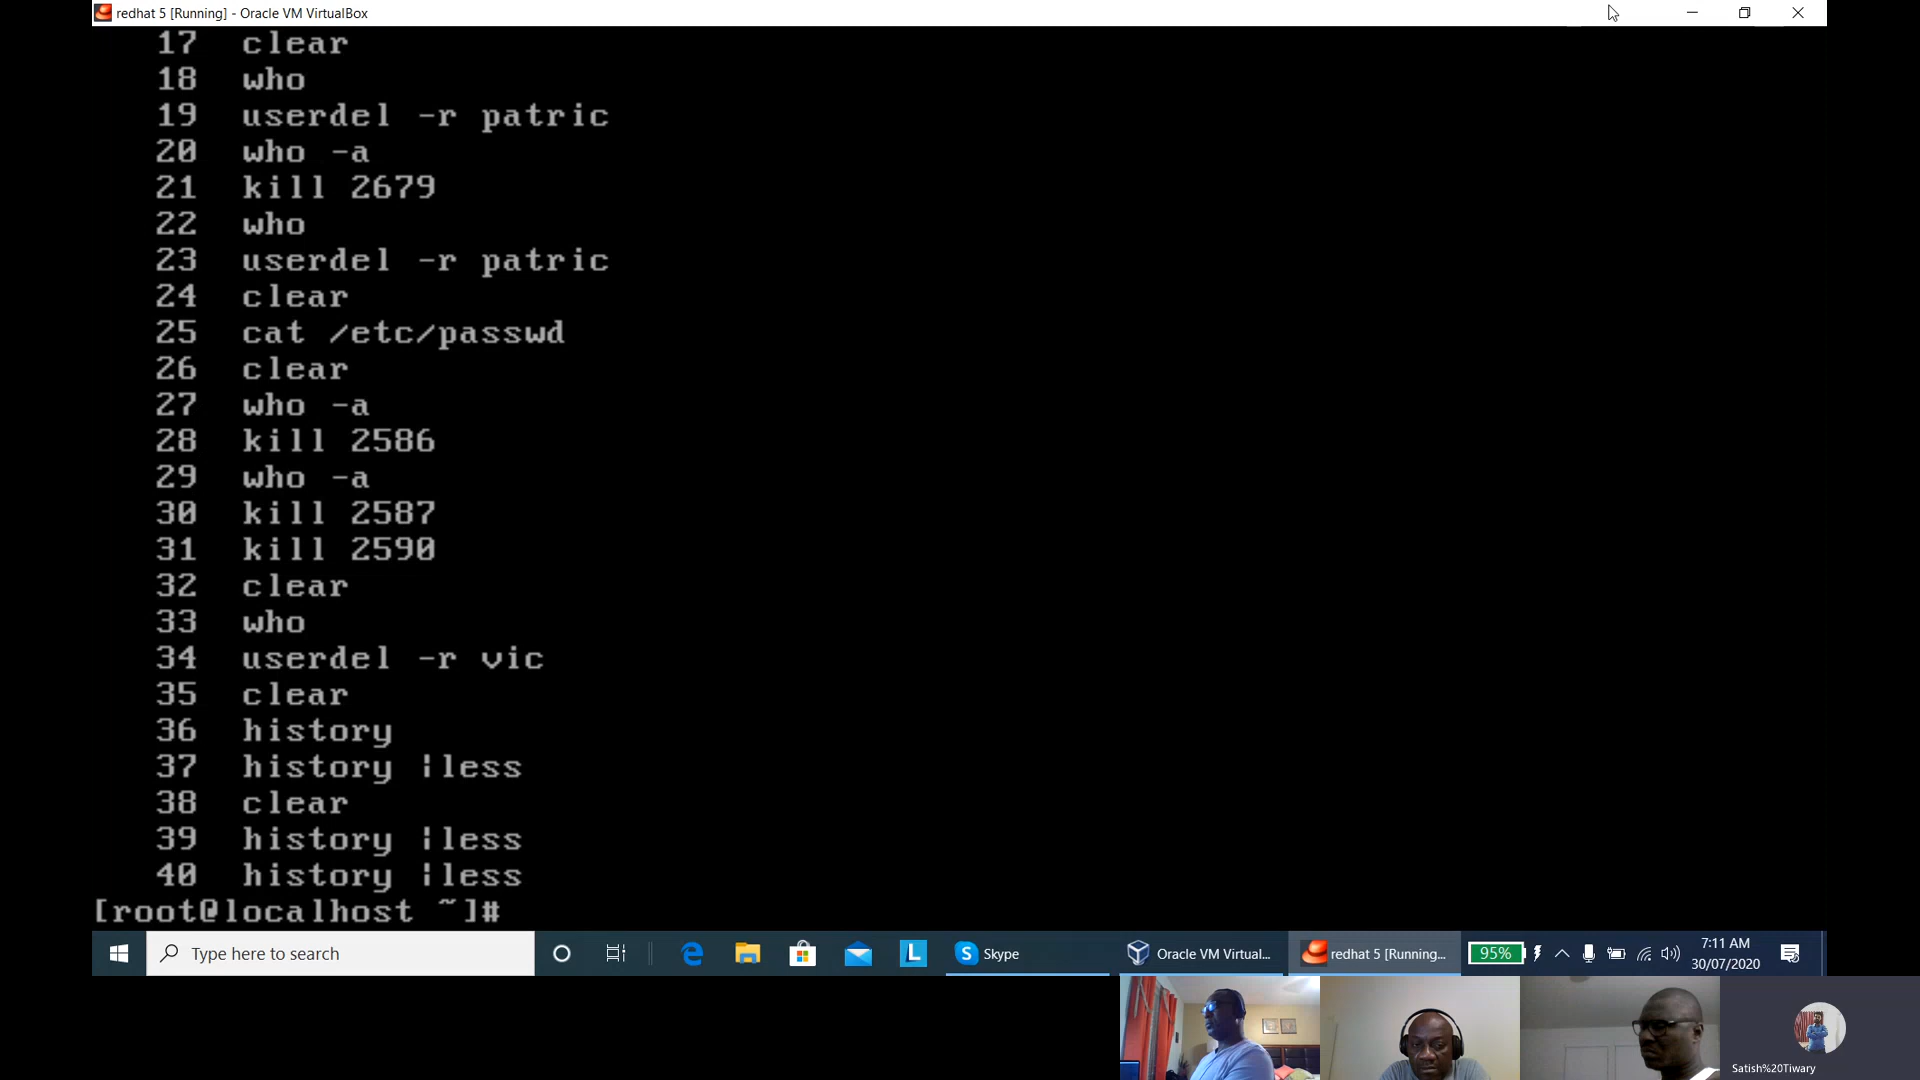 redhat 5 [Running] - Oracle VM VirtualBox
17 clear
18 who
19 userdel -r patric
20 who -a
21 kill 2679
22 who
23 userdel -r patric
24 clear
25 cat /etc/passwd
26 clear
27 who -a
28 kill 2586
29 who -a
30 kill 2587
31 kill 2590
32 clear
33 who
34 userdel -r vic
35 clear
36 history
37 history |less
38 clear
39 history |less
40 history |less
[root@localhost ~]#
Type here to search
L
S Skype
Oracle VM Virtual...
redhat 5 [Running...
95%
7:11 AM
30/07/2020
Satish%20Tiwary